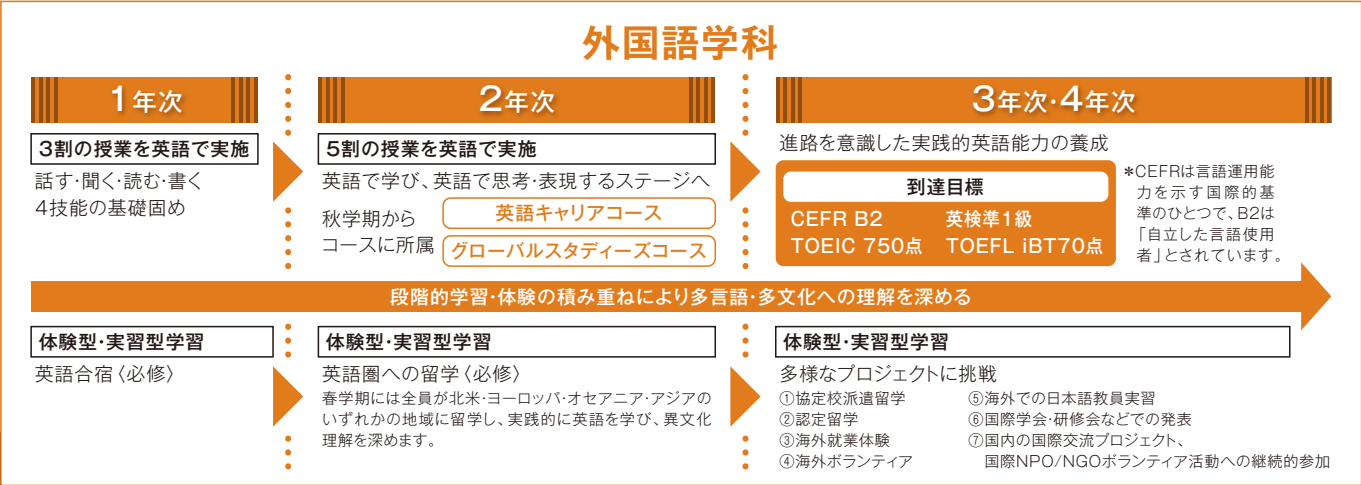 外国語学科
1年次
3割の授業を英語で実施
話す・聞く・読む・書く
4技能の基礎固め
2年次
5割の授業を英語で実施
英語で学び、英語で思考・表現するステージへ
秋学期から
コースに所属
英語キャリアコース
グローバルスタディーズコース
3年次・4年次
進路を意識した実践的英語能力の養成
到達目標
CEFR B2 英検準1級
TOEIC 750点 TOEFL iBT70点
*CEFRは言語運用能
力を示す国際的基
準のひとつで、B2は
「自立した言語使用
者」とされています。
段階的学習・体験の積み重ねにより多言語・多文化への理解を深める
体験型・実習型学習
英語合宿〈必修〉
体験型・実習型学習
英語圏への留学〈必修〉
春学期には全員が北米・ヨーロッパ・オセアニア・アジアの
いずれかの地域に留学し、実践的に英語を学び、異文化
理解を深めます。
体験型・実習型学習
多様なプロジェクトに挑戦
①協定校派遣留学
②認定留学
③海外就業体験
④海外ボランティア
⑤海外での日本語教員実習
⑥国際学会・研修会などでの発表
⑦国内の国際交流プロジェクト、
国際NPO/NGOボランティア活動への継続的参加